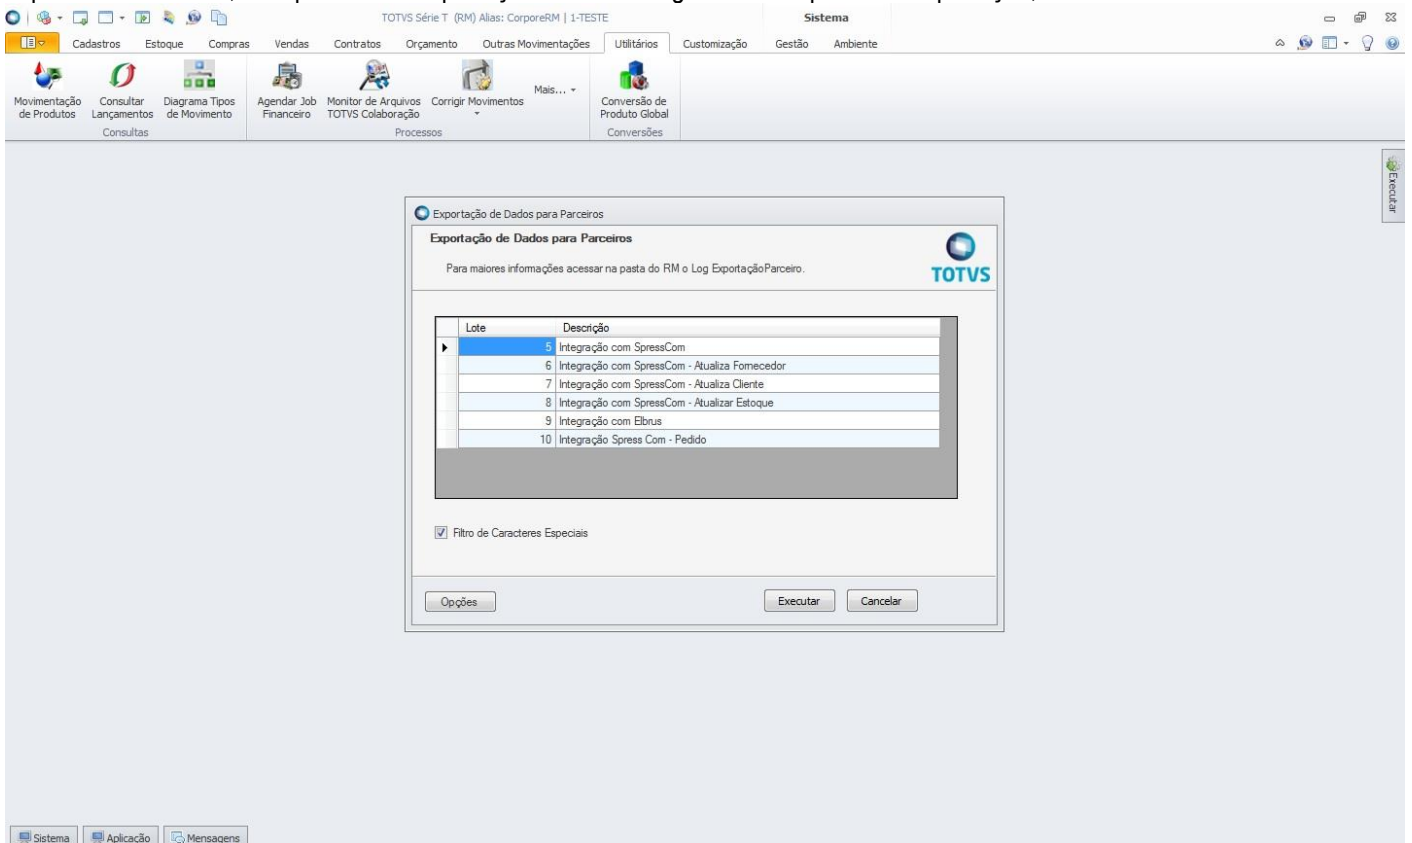 TOTVS Série T (RM) Alias: CorporeRM | 1-TESTE
Sistema
Cadastros Estoque Compras Vendas Contratos Orçamento Outras Movimentações Utilitários Customização Gestão Ambiente
Movimentação de Produtos
Consultar Lançamentos
Diagrama Tipos de Movimento
Agendar Job Financeiro
Monitor de Arquivos TOTVS Colaboração
Corrigir Movimentos
Mais...
Conversão de Produto Global
Consultas Processos Conversões
Executar
Exportação de Dados para Parceiros
Exportação de Dados para Parceiros
Para maiores informações acessar na pasta do RM o Log ExportaçãoParceiro.
TOTVS
Lote Descrição
5 Integração com SpressCom
6 Integração com SpressCom - Atualiza Fornecedor
7 Integração com SpressCom - Atualiza Cliente
8 Integração com SpressCom - Atualizar Estoque
9 Integração com Elbrus
10 Integração Spress Com - Pedido
Filtro de Caracteres Especiais
Opções Executar Cancelar
Sistema Aplicação Mensagens